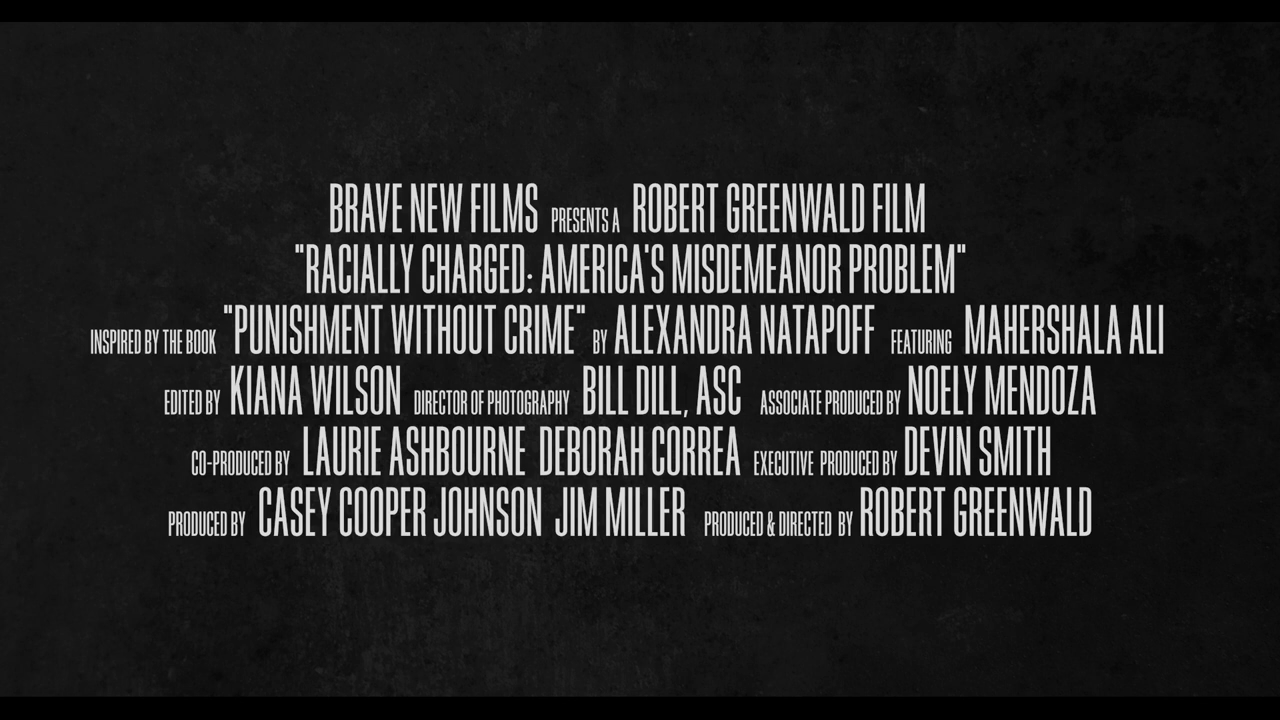 BRAVE NEW FILMS PRESENTS A ROBERT GREENWALD FILM
"RACIALLY CHARGED: AMERICA'S MISDEMEANOR PROBLEM"
INSPIRED BY THE BOOK "PUNISHMENT WITHOUT CRIME" BY ALEXANDRA NATAPOFF FEATURING MAHERSHALA ALI
EDITED BY KIANA WILSON DIRECTOR OF PHOTOGRAPHY BILL DILL, ASC ASSOCIATE PRODUCED BY NOELY MENDOZA
CO-PRODUCED BY LAURIE ASHBOURNE DEBORAH CORREA EXECUTIVE PRODUCED BY DEVIN SMITH
PRODUCED BY CASEY COOPER JOHNSON JIM MILLER PRODUCED & DIRECTED BY ROBERT GREENWALD